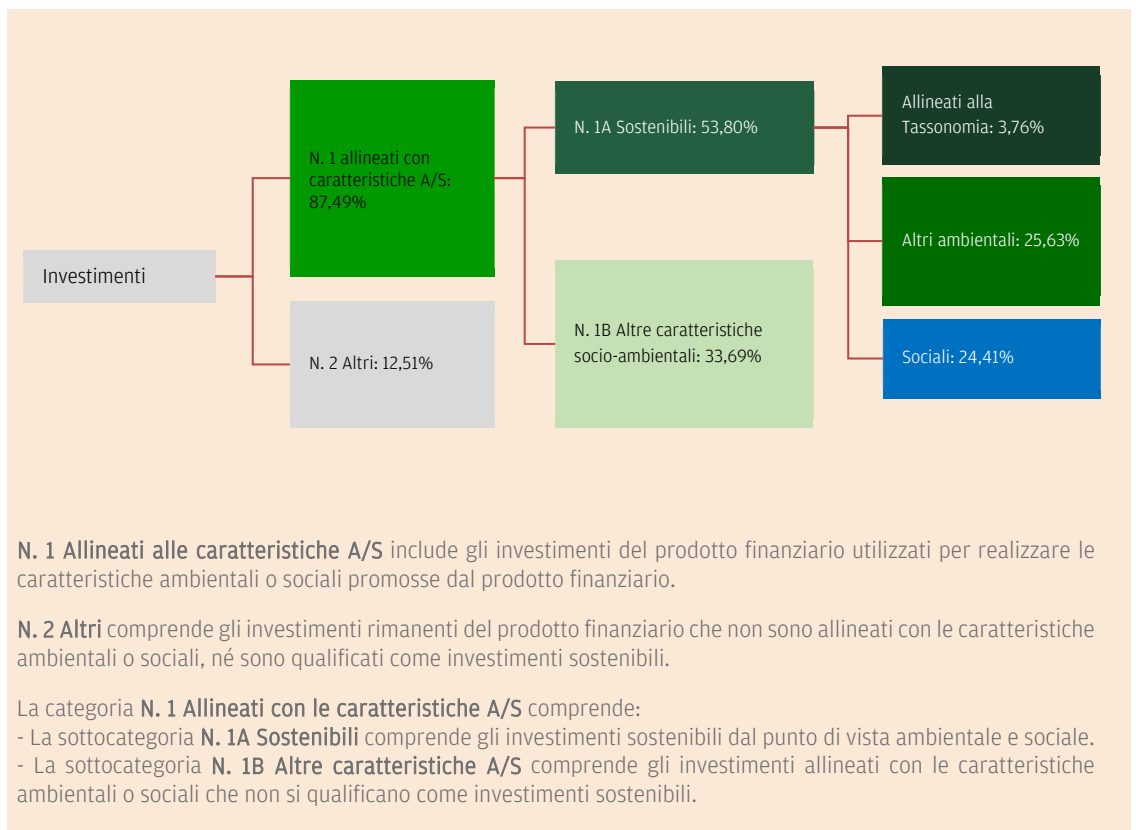 Investimenti
N. 1 allineati con
caratteristiche A/S:
87,49%
N. 2 Altri: 12,51%
N. 1A Sostenibili: 53,80%
N. 1B Altre caratteristiche
socio-ambientali: 33,69%
Allineati alla
Tassonomia: 3,76%
Altri ambientali: 25,63%
Sociali: 24,41%
N. 1 Allineati alle caratteristiche A/S include gli investimenti del prodotto finanziario utilizzati per realizzare le
caratteristiche ambientali o sociali promosse dal prodotto finanziario.
N. 2 Altri comprende gli investimenti rimanenti del prodotto finanziario che non sono allineati con le caratteristiche
ambientali o sociali, né sono qualificati come investimenti sostenibili.
La categoria N. 1 Allineati con le caratteristiche A/S comprende:
- La sottocategoria N. 1A Sostenibili comprende gli investimenti sostenibili dal punto di vista ambientale e sociale.
- La sottocategoria N. 1B Altre caratteristiche A/S comprende gli investimenti allineati con le caratteristiche
ambientali o sociali che non si qualificano come investimenti sostenibili.